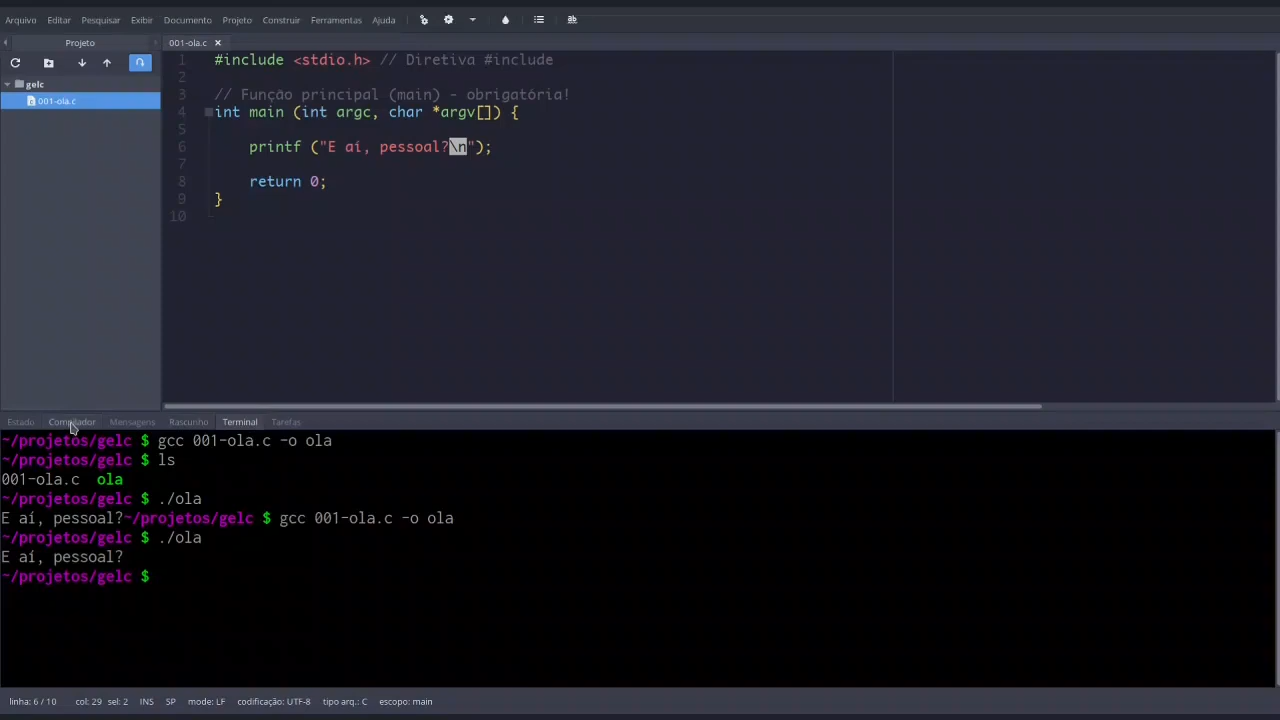 Arquivo Editar Pesquisar Exibir Documento Projeto Construir Ferramentas Ajuda
Projeto
001-ola.c
gelc
001-ola.c
1 #include <stdio.h> // Diretiva #include
2
3 // Função principal (main) - obrigatória!
4 int main (int argc, char *argv[]) {
5
6 printf ("E aí, pessoal?\n");
7
8 return 0;
9 }
10
Estado Compilador Mensagens Rascunho Terminal Tarefas
~/projetos/gelc $ gcc 001-ola.c -o ola
~/projetos/gelc $ ls
001-ola.c ola
~/projetos/gelc $ ./ola
E aí, pessoal?~/projetos/gelc $ gcc 001-ola.c -o ola
~/projetos/gelc $ ./ola
E aí, pessoal?
~/projetos/gelc $
linha: 6 / 10 col: 29 sel: 2 INS SP mode: LF codificação: UTF-8 tipo arq.: C escopo: main